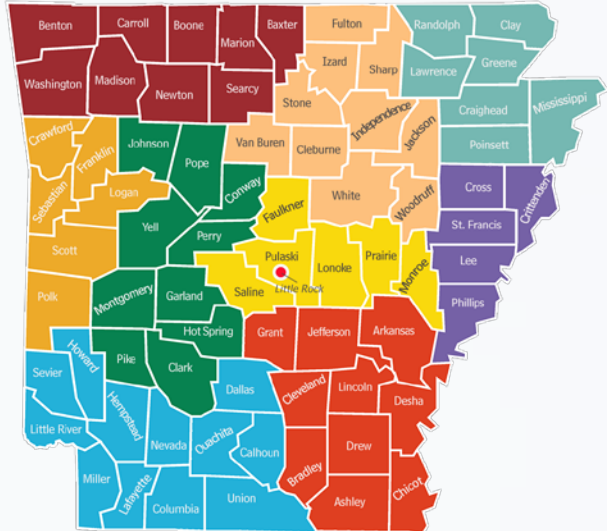 Benton
Carroll
Boone
Marion
Baxter
Fulton
Randolph
Clay
Washington
Madison
Newton
Searcy
Izard
Sharp
Lawrence
Greene
Stone
Independence
Jackson
Craighead
Mississippi
Poinsett
Crawford
Franklin
Johnson
Pope
Van Buren
Cleburne
Sebastian
Logan
Conway
Faulkner
White
Woodruff
Cross
Crittenden
Scott
Yell
Perry
Pulaski
Little Rock
Lonoke
Prairie
Monroe
St. Francis
Lee
Phillips
Polk
Montgomery
Garland
Saline
Hot Spring
Grant
Jefferson
Arkansas
Howard
Sevier
Pike
Clark
Dallas
Cleveland
Lincoln
Desha
Little River
Hempstead
Nevada
Ouachita
Calhoun
Bradley
Drew
Chicot
Miller
Lafayette
Columbia
Union
Ashley